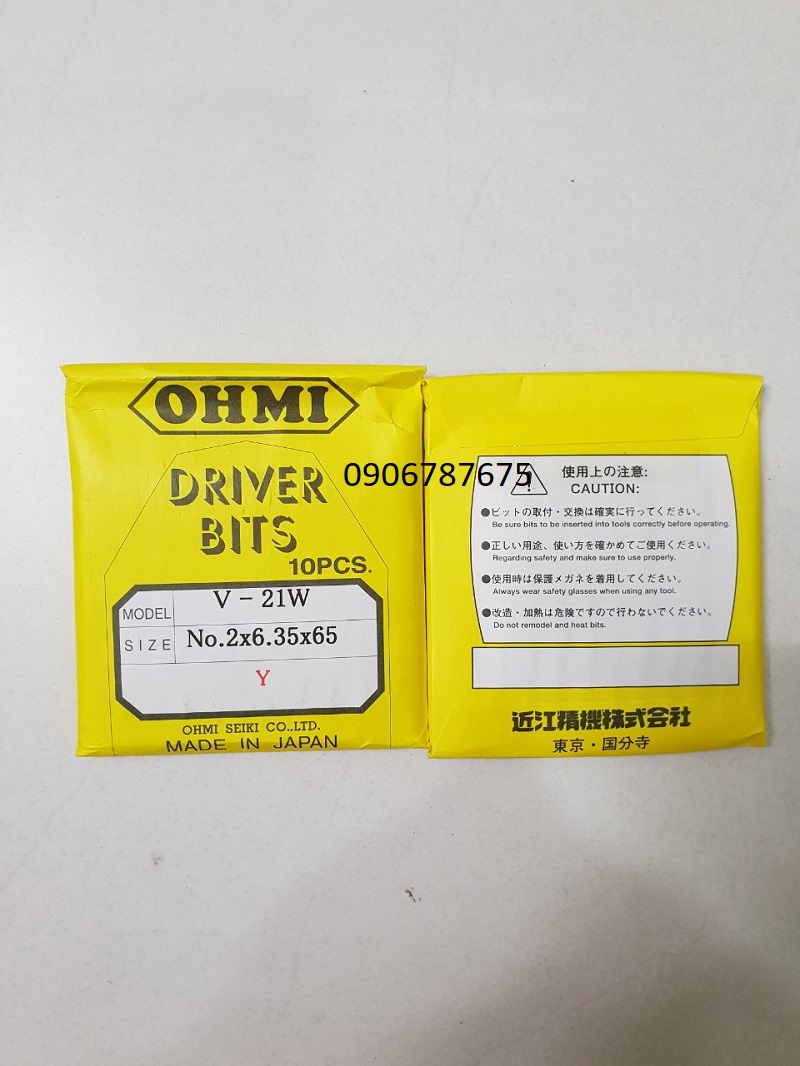 OHMI
DRIVER
BITS
10PCS.
MODEL V - 21W
SIZE No.2x6.35x65
Y
OHMI SEIKI CO.,LTD.
MADE IN JAPAN
0906787675
使用上の注意:
CAUTION:
●ビットの取付・交換は確実に行ってください。
Be sure bits to be inserted into tools correctly before operating.
●正しい用途、使い方を確かめてご使用ください。
Regarding safety and make sure to use properly.
●使用時は保護メガネを着用してください。
Always wear safety glasses when using any tool.
●改造・加熱は危険ですので行わないでください。
Do not remodel and heat bits.
近江精機株式会社
東京・国分寺